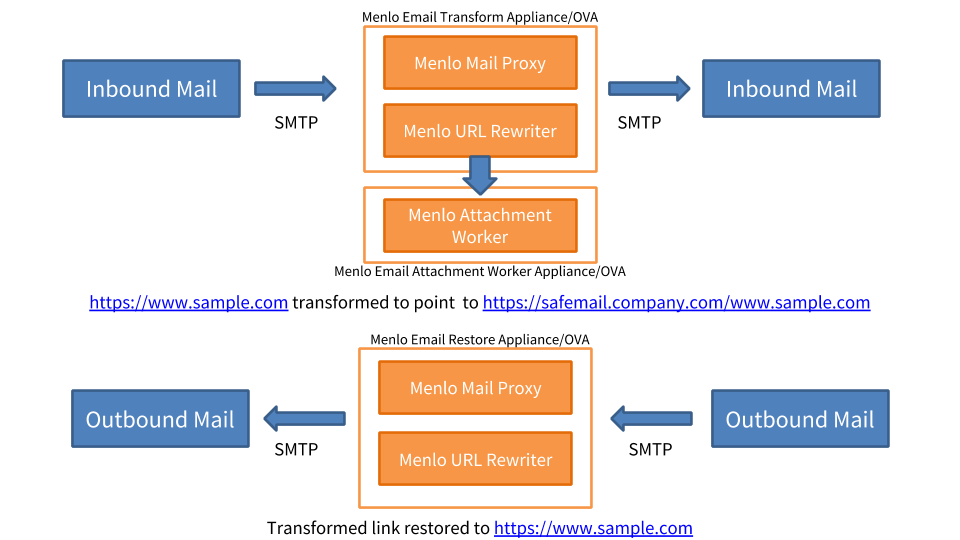 Menlo Email Transform Appliance/OVA
Inbound Mail
SMTP
Menlo Mail Proxy
Menlo URL Rewriter
SMTP
Inbound Mail
Menlo Attachment
Worker
Menlo Email Attachment Worker Appliance/OVA
https://www.sample.com transformed to point  to https://safemail.company.com/www.sample.com
Menlo Email Restore Appliance/OVA
Outbound Mail
SMTP
Menlo Mail Proxy
Menlo URL Rewriter
SMTP
Outbound Mail
Transformed link restored to https://www.sample.com